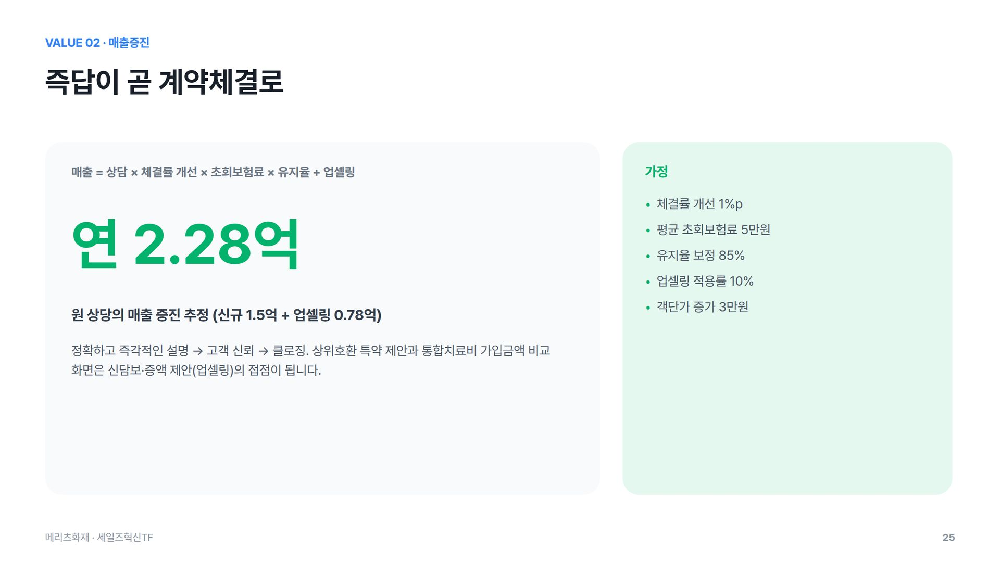 VALUE 02 · 매출증진
즉답이 곧 계약체결로
매출 = 상담 × 체결률 개선 × 초회보험료 × 유지율 + 업셀링
연 2.28억
원 상당의 매출 증진 추정 (신규 1.5억 + 업셀링 0.78억)
정확하고 즉각적인 설명 → 고객 신뢰 → 클로징. 상위호환 특약 제안과 통합치료비 가입금액 비교
화면은 신담보·증액 제안(업셀링)의 접점이 됩니다.
가정
• 체결률 개선 1%p
• 평균 초회보험료 5만원
• 유지율 보정 85%
• 업셀링 적용률 10%
• 객단가 증가 3만원
메리츠화재 · 세일즈혁신TF
25